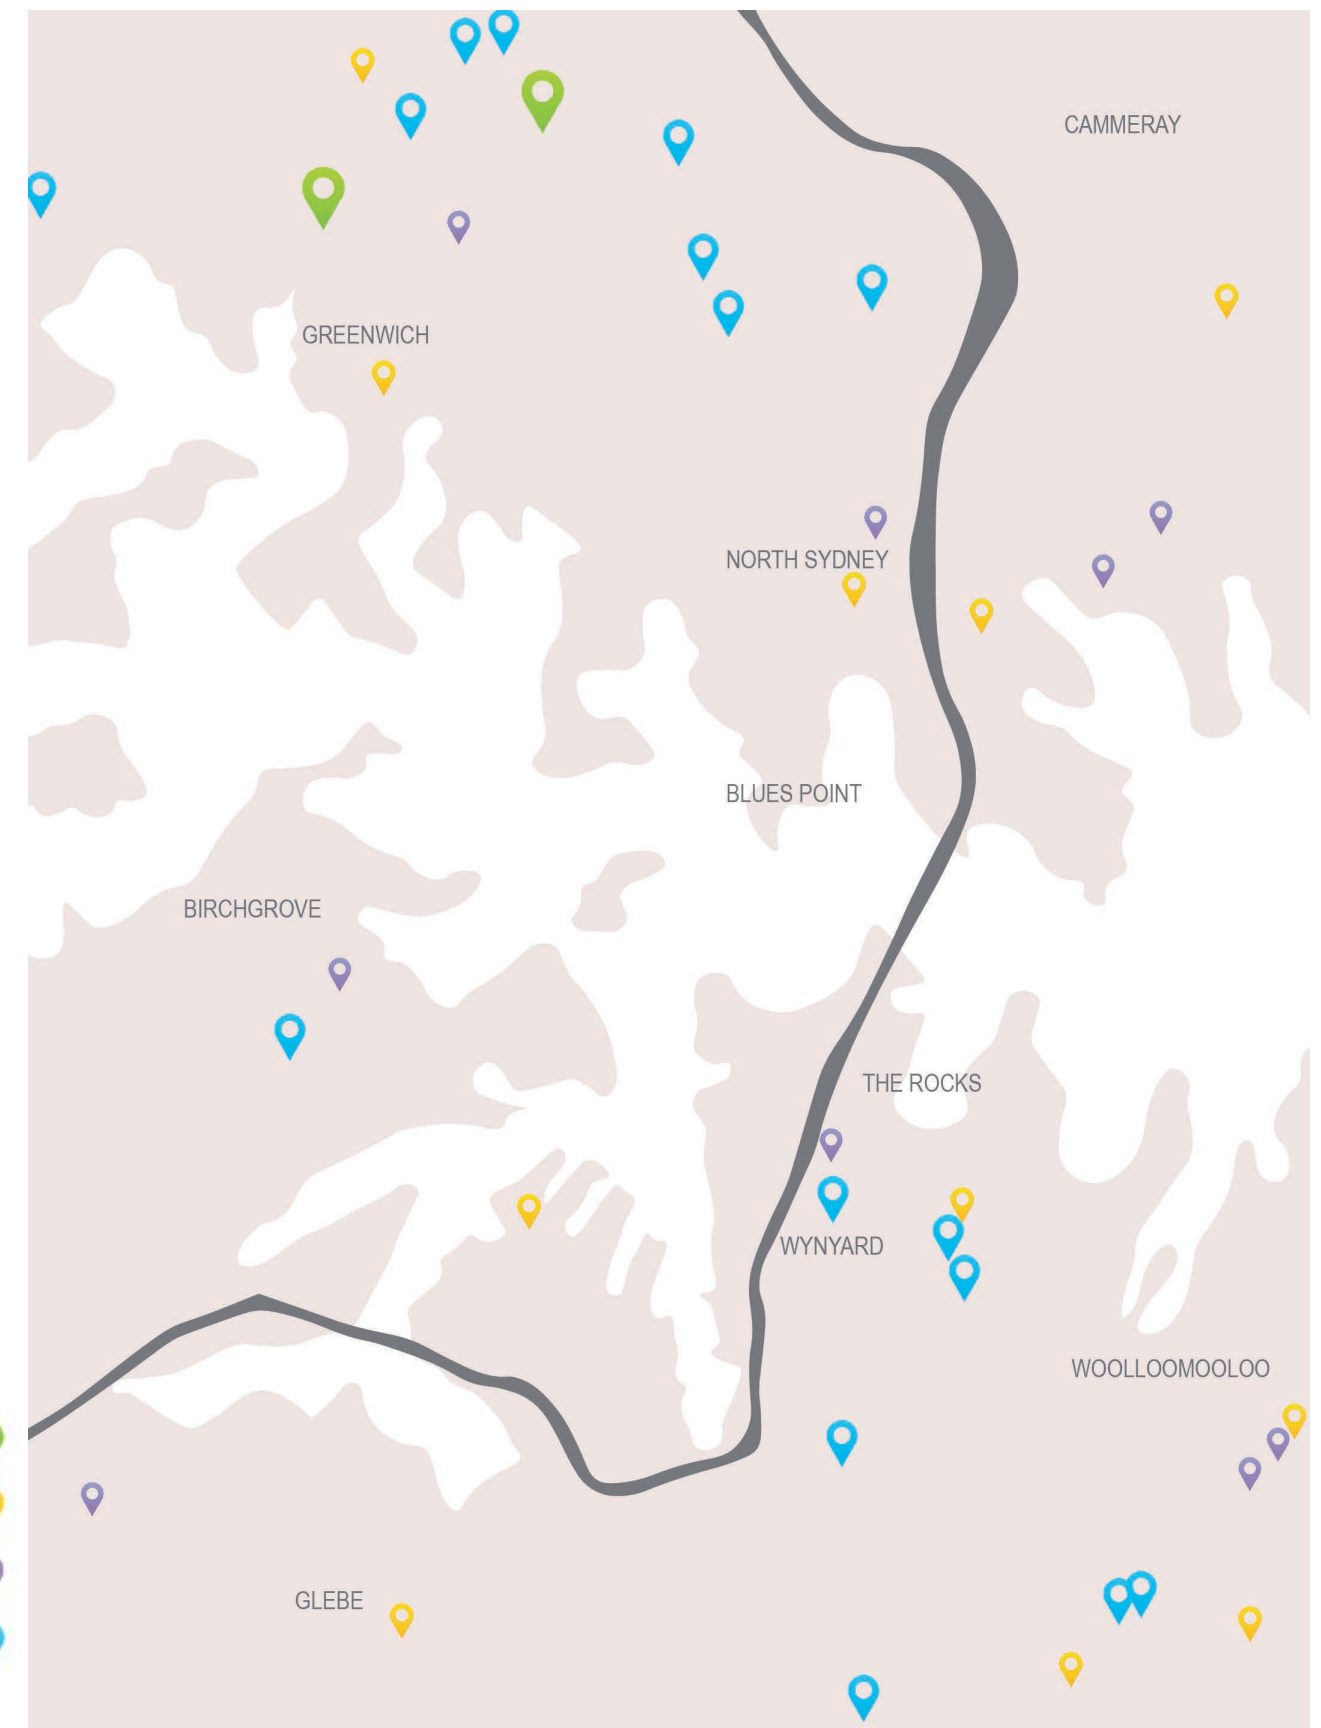 CAMMERAY
GREENWICH
NORTH SYDNEY
BLUES POINT
BIRCHGROVE
THE ROCKS
WYNYARD
WOOLLOOMOOLOO
GLEBE